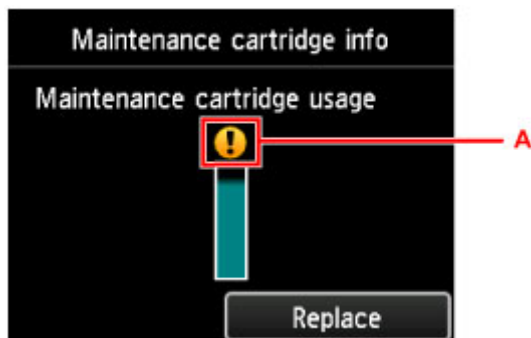 Maintenance cartridge info
Maintenance cartridge usage
!
A
Replace